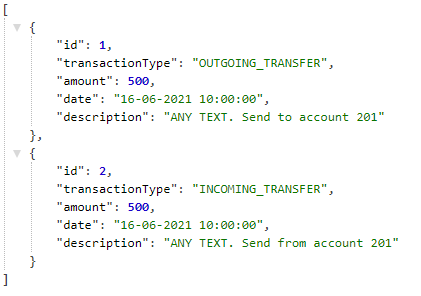 [
{
"id": 1,
"transactionType": "OUTGOING_TRANSFER",
"amount": 500,
"date": "16-06-2021 10:00:00",
"description": "ANY TEXT. Send to account 201"
},
{
"id": 2,
"transactionType": "INCOMING_TRANSFER",
"amount": 500,
"date": "16-06-2021 10:00:00",
"description": "ANY TEXT. Send from account 201"
}
]